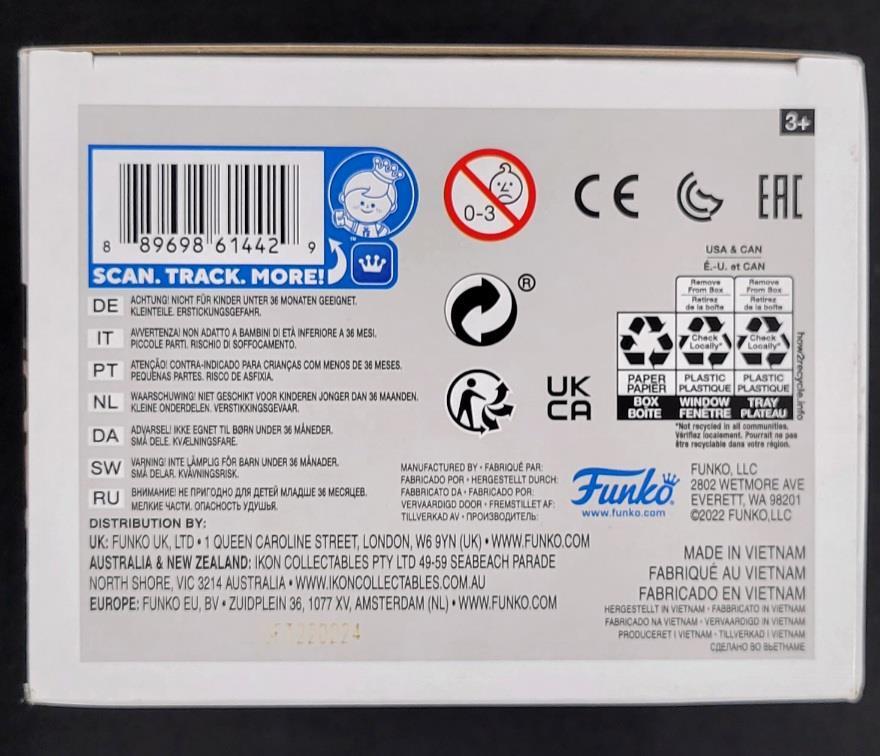 3+
8 89698 61442 9
SCAN. TRACK. MORE!
™
0-3
CE
EAC
®
UK
CA
USA & CAN
É.-U. et CAN
Remove
From Box
Retirez
de la boîte
Remove
From Box
Retirez
de la boîte
Check
Locally*
Check
Locally*
PAPER
PAPIER
PLASTIC
PLASTIQUE
PLASTIC
PLASTIQUE
BOX
BOÎTE
WINDOW
FENÊTRE
TRAY
PLATEAU
how2recycle.info
*Not recycled in all communities.
Vérifiez localement. Pourrait ne pas
être recyclable dans votre région.
DE ACHTUNG! NICHT FÜR KINDER UNTER 36 MONATEN GEEIGNET.
KLEINTEILE. ERSTICKUNGSGEFAHR.
IT AVVERTENZA! NON ADATTO A BAMBINI DI ETÀ INFERIORE A 36 MESI.
PICCOLE PARTI. RISCHIO DI SOFFOCAMENTO.
PT ATENÇÃO! CONTRA-INDICADO PARA CRIANÇAS COM MENOS DE 36 MESES.
PEQUENAS PARTES. RISCO DE ASFIXIA.
NL WAARSCHUWING! NIET GESCHIKT VOOR KINDEREN JONGER DAN 36 MAANDEN.
KLEINE ONDERDELEN. VERSTIKKINGSGEVAAR.
DA ADVARSEL! IKKE EGNET TIL BØRN UNDER 36 MÅNEDER.
SMÅ DELE. KVÆLNINGSFARE.
SW VARNING! INTE LÄMPLIG FÖR BARN UNDER 36 MÅNADER.
SMÅ DELAR. KVÄVNINGSRISK.
RU ВНИМАНИЕ! НЕ ПРИГОДНО ДЛЯ ДЕТЕЙ МЛАДШЕ 36 МЕСЯЦЕВ.
МЕЛКИЕ ЧАСТИ. ОПАСНОСТЬ УДУШЬЯ.
MANUFACTURED BY • FABRIQUÉ PAR:
FABRICADO POR • HERGESTELLT DURCH:
FABBRICATO DA • FABRICADO POR:
VERVAARDIGD DOOR • FREMSTILLET AF:
TILLVERKAD AV • ПРОИЗВОДИТЕЛЬ:
Funko
www.funko.com
FUNKO, LLC
2802 WETMORE AVE
EVERETT, WA 98201
©2022 FUNKO,LLC
DISTRIBUTION BY:
UK: FUNKO UK, LTD • 1 QUEEN CAROLINE STREET, LONDON, W6 9YN (UK) • WWW.FUNKO.COM
AUSTRALIA & NEW ZEALAND: IKON COLLECTABLES PTY LTD 49-59 SEABEACH PARADE
NORTH SHORE, VIC 3214 AUSTRALIA • WWW.IKONCOLLECTABLES.COM.AU
EUROPE: FUNKO EU, BV • ZUIDPLEIN 36, 1077 XV, AMSTERDAM (NL) • WWW.FUNKO.COM
MADE IN VIETNAM
FABRIQUÉ AU VIETNAM
FABRICADO EN VIETNAM
HERGESTELLT IN VIETNAM • FABBRICATO IN VIETNAM
FABRICADO NA VIETNAM • VERVAARDIGD IN VIETNAM
PRODUCERET I VIETNAM • TILLVERKAD I VIETNAM
СДЕЛАНО ВО ВЬЕТНАМЕ